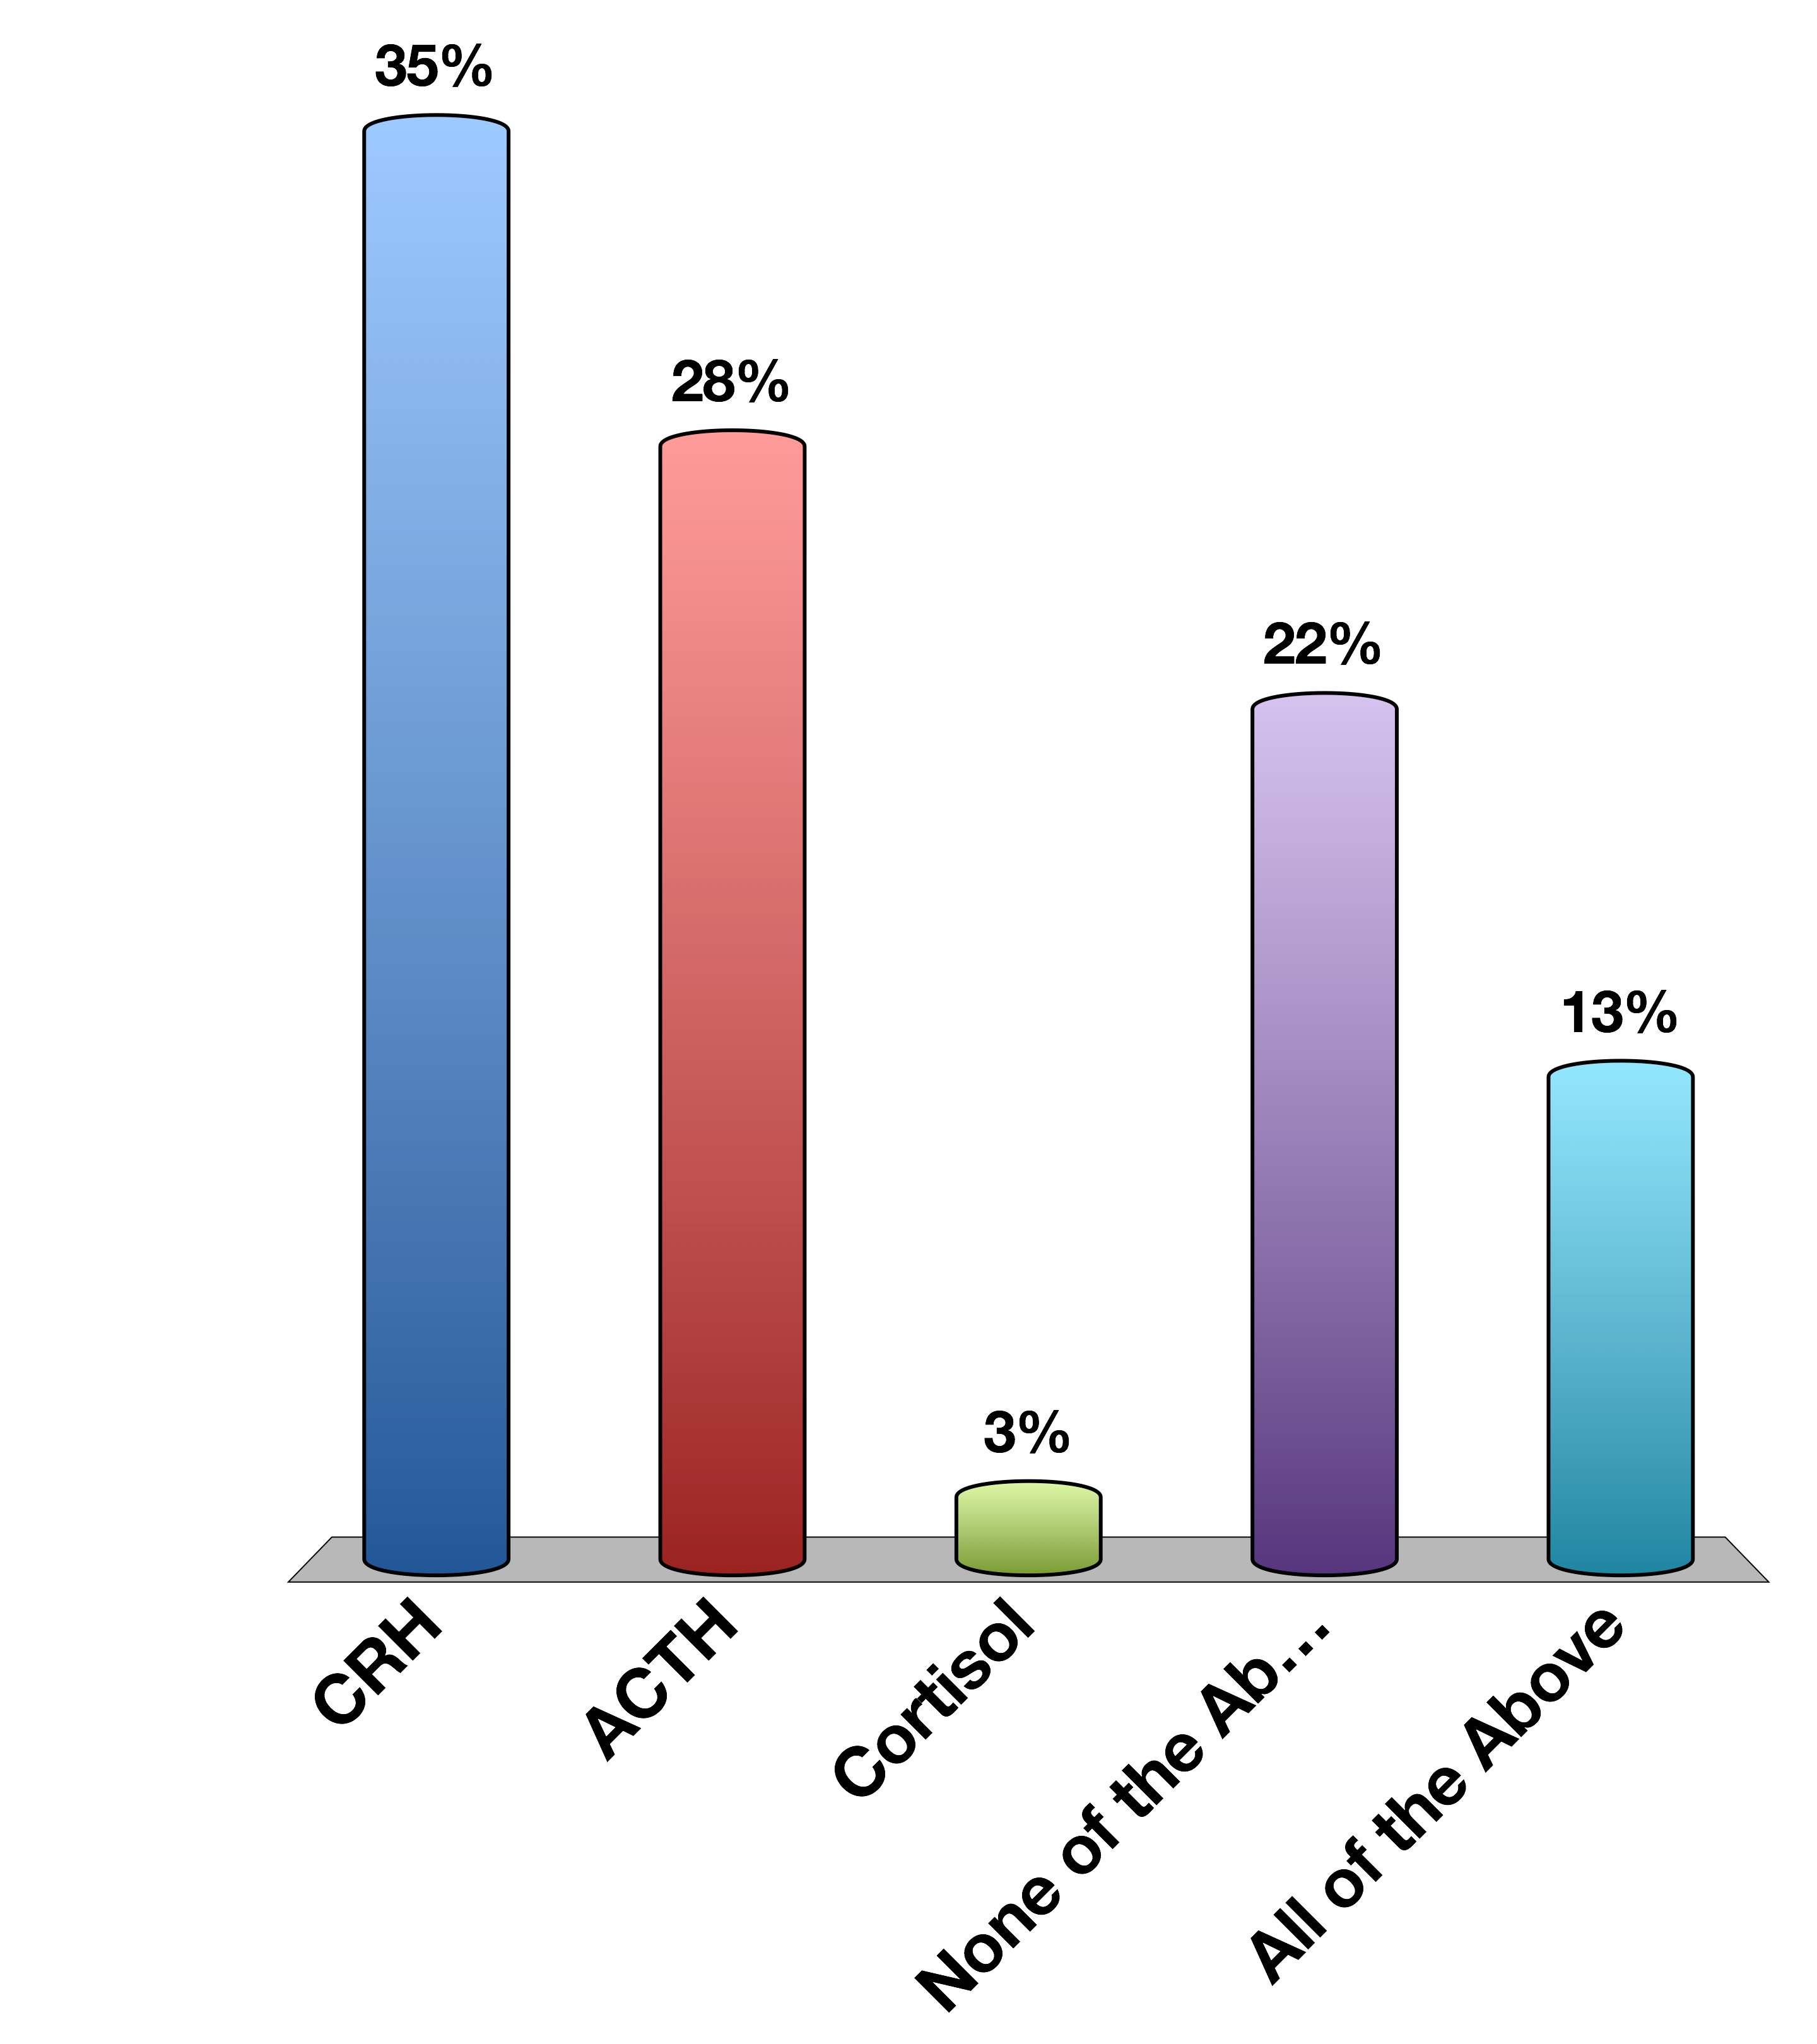 35%
28%
3%
22%
13%
CRH
ACTH
Cortisol
None of the Ab...
All of the Above